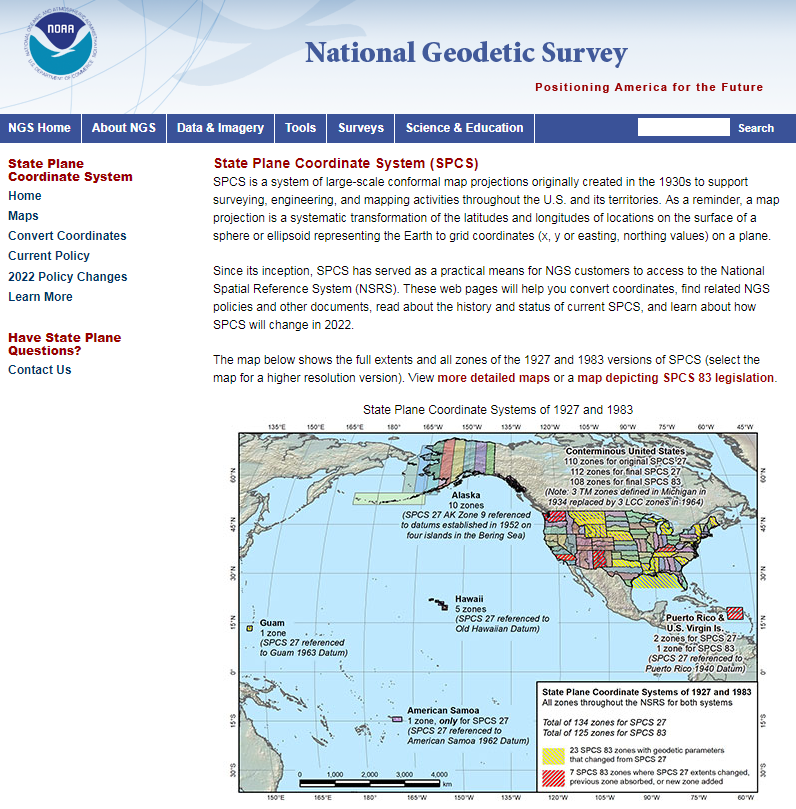 NOAA
NATIONAL OCEANIC AND ATMOSPHERIC ADMINISTRATION
U.S. DEPARTMENT OF COMMERCE
National Geodetic Survey
Positioning America for the Future
NGS Home
About NGS
Data & Imagery
Tools
Surveys
Science & Education
Search
State Plane
Coordinate System
Home
Maps
Convert Coordinates
Current Policy
2022 Policy Changes
Learn More
Have State Plane
Questions?
Contact Us
State Plane Coordinate System (SPCS)
SPCS is a system of large-scale conformal map projections originally created in the 1930s to support
surveying, engineering, and mapping activities throughout the U.S. and its territories. As a reminder, a map
projection is a systematic transformation of the latitudes and longitudes of locations on the surface of a
sphere or ellipsoid representing the Earth to grid coordinates (x, y or easting, northing values) on a plane.
Since its inception, SPCS has served as a practical means for NGS customers to access to the National
Spatial Reference System (NSRS). These web pages will help you convert coordinates, find related NGS
policies and other documents, read about the history and status of current SPCS, and learn about how
SPCS will change in 2022.
The map below shows the full extents and all zones of the 1927 and 1983 versions of SPCS (select the
map for a higher resolution version). View more detailed maps or a map depicting SPCS 83 legislation.
State Plane Coordinate Systems of 1927 and 1983
135°E 150°E 165°E 180° 165°W 150°W 135°W 120°W 105°W 90°W 75°W 60°W 45°W
60°N
45°N
30°N
15°N
0°
15°S
30°S
Conterminous United States
110 zones for original SPCS 27
112 zones for final SPCS 27
108 zones for final SPCS 83
(Note: 3 TM zones defined in Michigan in
1934 replaced by 3 LCC zones in 1964)
Alaska
10 zones
(SPCS 27 AK Zone 9 referenced
to datums established in 1952 on
four islands in the Bering Sea)
60°N
45°N
30°N
15°N
0°
15°S
30°S
Hawaii
5 zones
(SPCS 27 referenced to
Old Hawaiian Datum)
Guam
1 zone
(SPCS 27 referenced
to Guam 1963 Datum)
Puerto Rico &
U.S. Virgin Is.
2 zones for SPCS 27
1 zone for SPCS 83
(SPCS 27 referenced to
Puerto Rico 1940 Datum)
American Samoa
1 zone, only for SPCS 27
(SPCS 27 referenced to
American Samoa 1962 Datum)
State Plane Coordinate Systems of 1927 and 1983
All zones throughout the NSRS for both systems
Total of 134 zones for SPCS 27
Total of 125 zones for SPCS 83
23 SPCS 83 zones with geodetic parameters
that changed from SPCS 27
7 SPCS 83 zones where SPCS 27 extents changed,
previous zone absorbed, or new zone added
0 1,000 2,000 3,000 4,000
km
150°E 165°E 180° 165°W 150°W 135°W 120°W 105°W 90°W 75°W 60°W